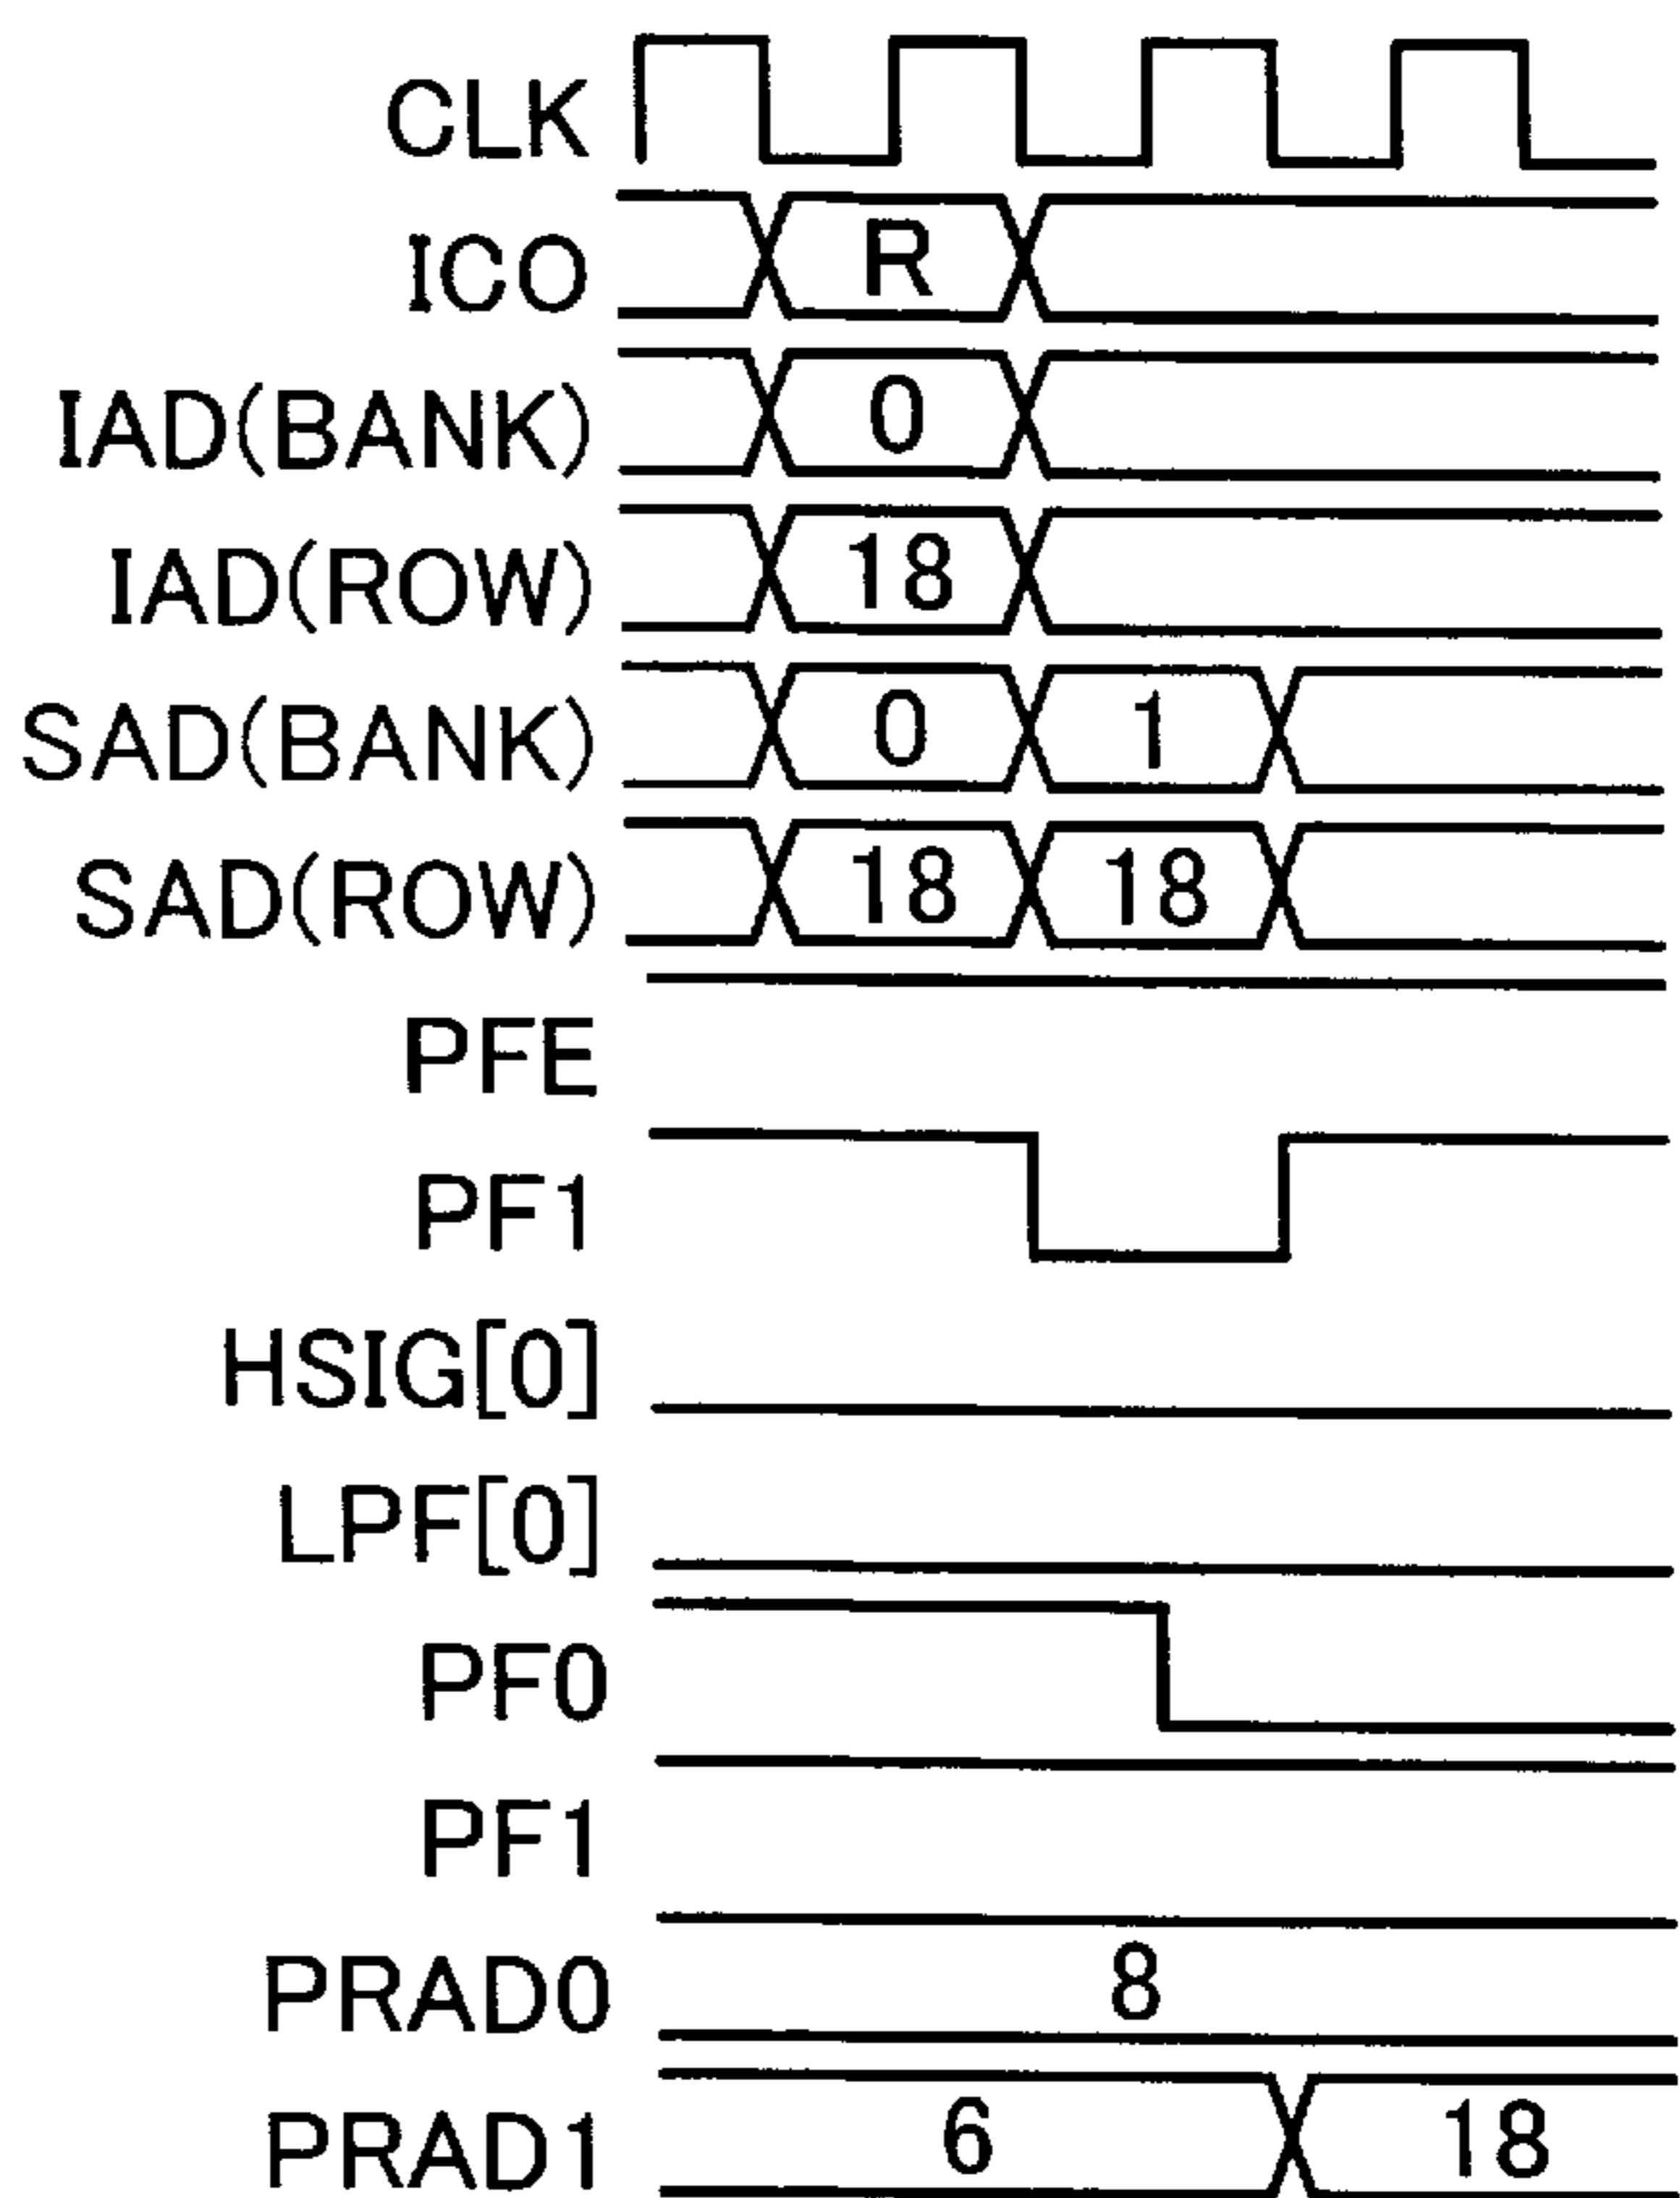 CLK
ICO R
IAD(BANK) 0
IAD(ROW) 18
SAD(BANK) 0 1
SAD(ROW) 18 18
PFE
PF1
HSIG[0]
LPF[0]
PF0
PF1
PRAD0 8
PRAD1 6 18